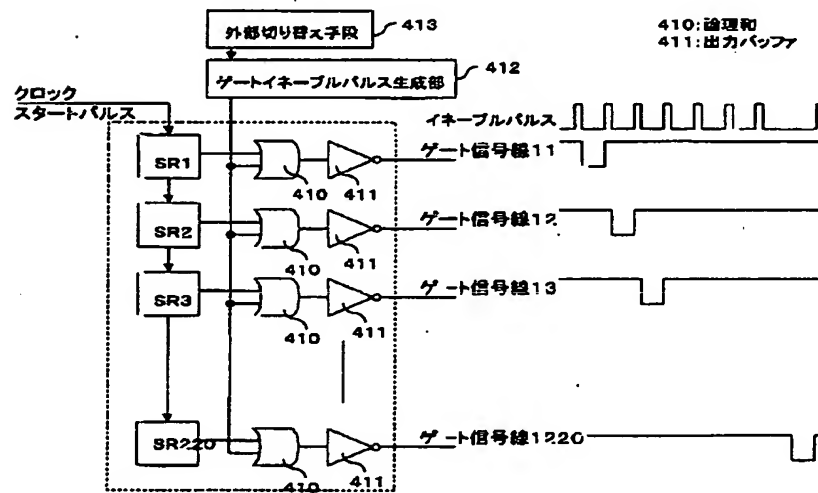 外部切り替え手段
413
410:論理和
411:出力バッファ
ゲートイネーブルパルス生成部
412
クロック
スタートパルス
イネーブルパルス
SR1
410
411
ゲート信号線11
SR2
410
411
ゲート信号線12
SR3
410
411
ゲート信号線13
SR220
410
411
ゲート信号線1220